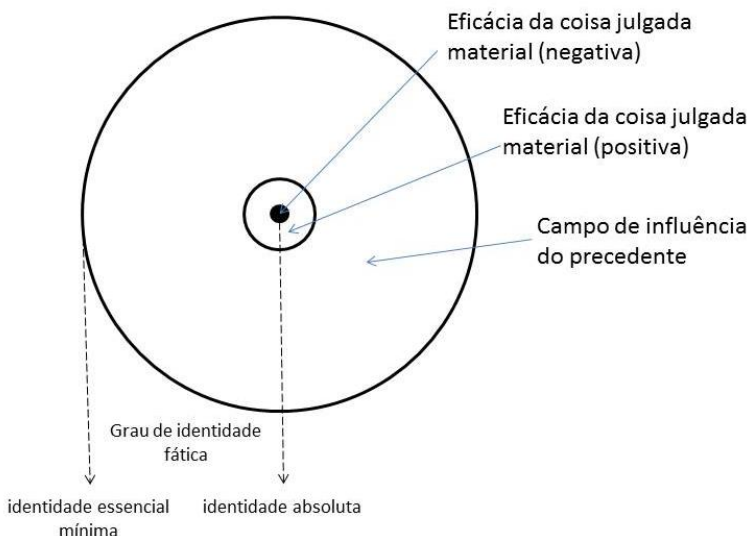 Eficácia da coisa julgada
material (negativa)
Eficácia da coisa julgada
material (positiva)
Campo de influência
do precedente
Grau de identidade
fática
identidade essencial
mínima
identidade absoluta